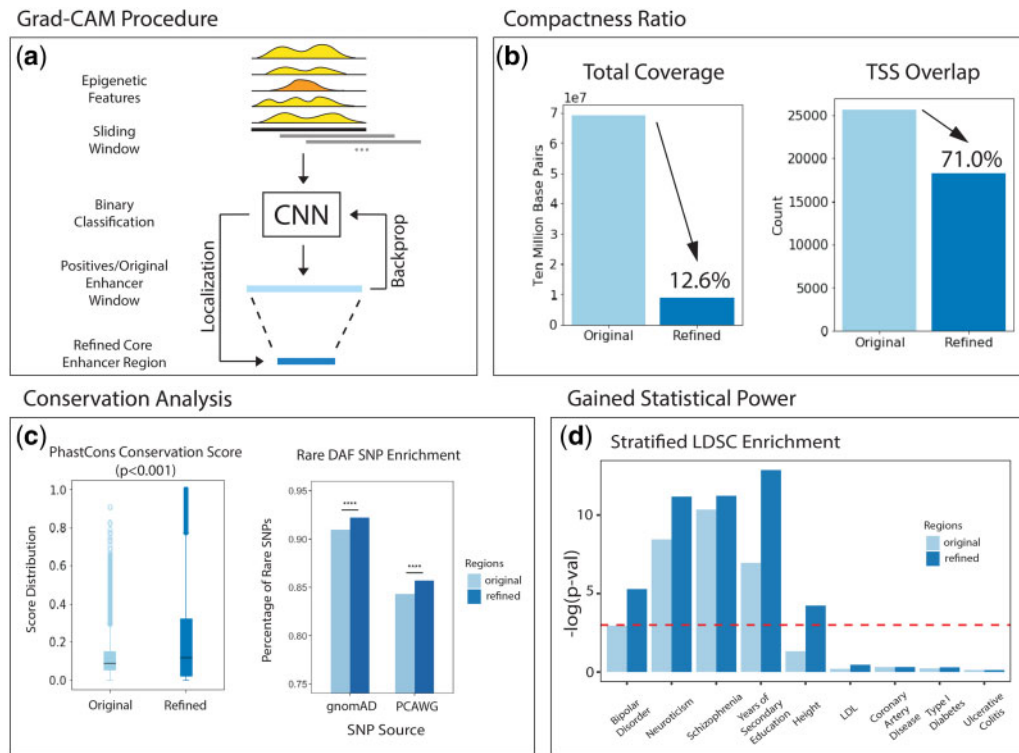 Grad-CAM Procedure
(a)
Epigenetic
Features
Sliding
Window
...
Binary
Classification
CNN
Positives/Original
Enhancer
Window
Localization
Backprop
Refined Core
Enhancer Region
Compactness Ratio
(b)
Total Coverage
1e7
Ten Million Base Pairs
7
6
5
4
3
2
1
0
12.6%
Original
Refined
TSS Overlap
Count
25000
20000
15000
10000
5000
0
71.0%
Original
Refined
Conservation Analysis
(c)
PhastCons Conservation Score
(p<0.001)
Score Distribution
1.0
0.8
0.6
0.4
0.2
0.0
Original
Refined
Rare DAF SNP Enrichment
Percentage of Rare SNPs
0.95
0.90
0.85
0.80
0.75
****
****
gnomAD
PCAWG
SNP Source
Regions
original
refined
Gained Statistical Power
(d)
Stratified LDSC Enrichment
-log(p-val)
10
5
0
Regions
original
refined
Bipolar
Disorder
Neuroticism
Schizophrenia
Years of
Secondary
Education
Height
LDL
Coronary
Artery
Disease
Type I
Diabetes
Ulcerative
Colitis